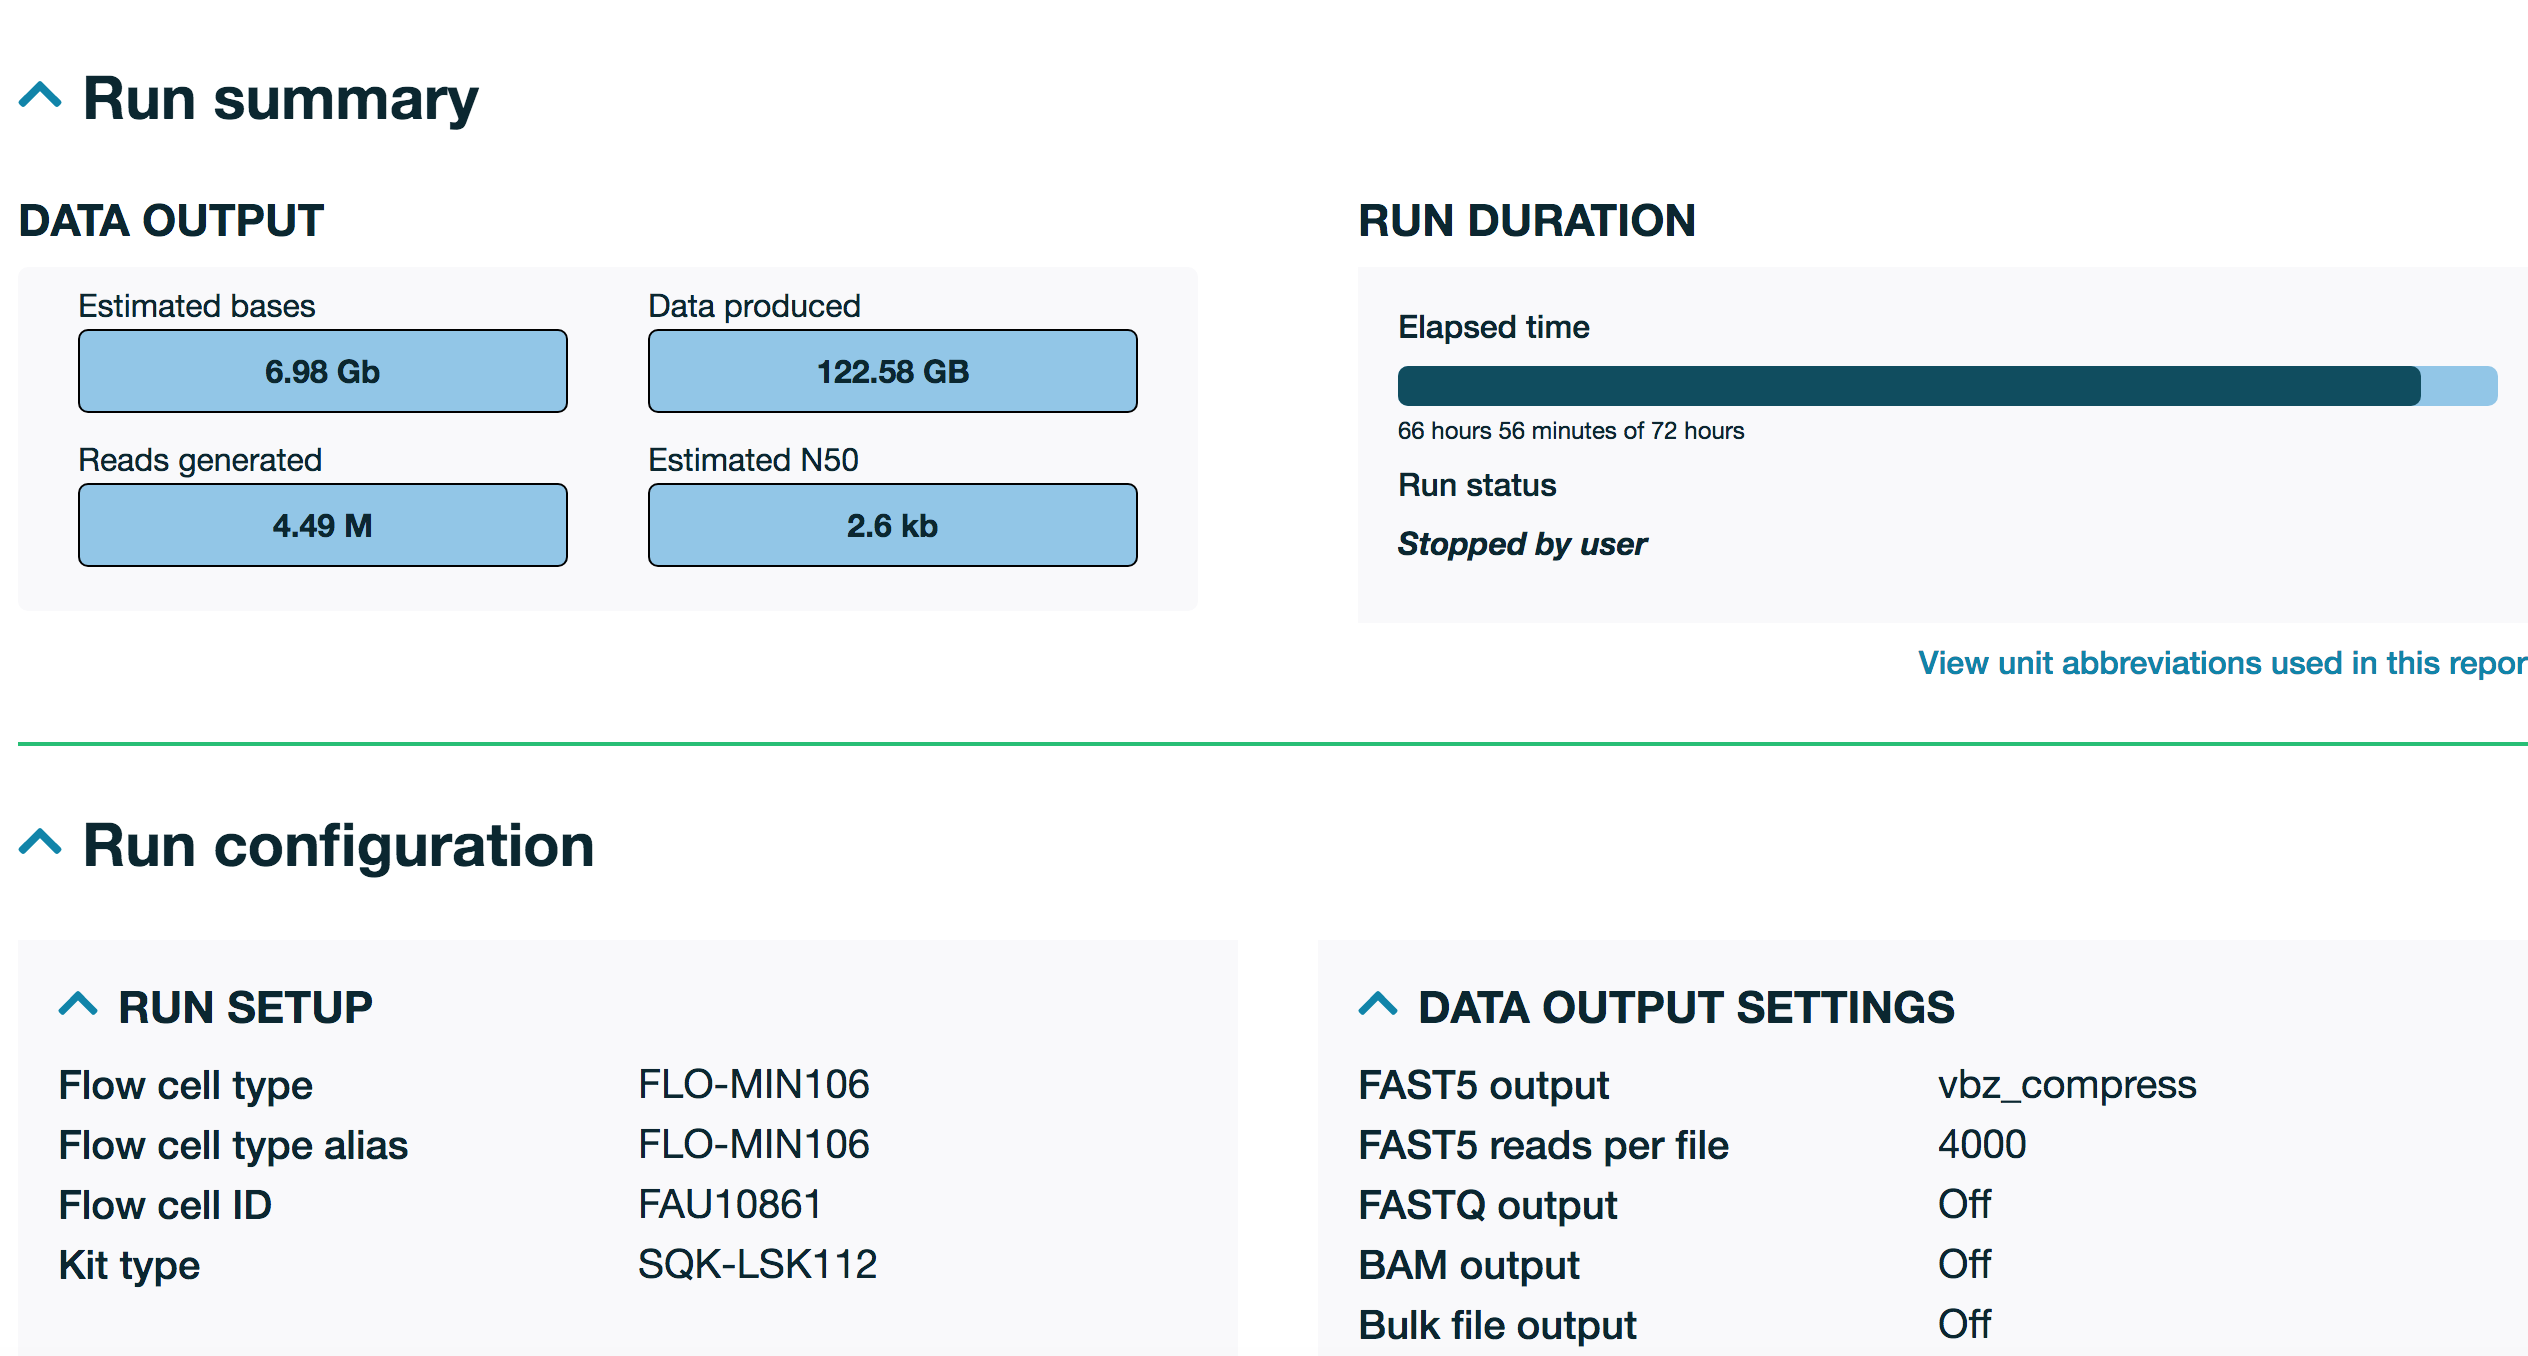 Run summary
DATA OUTPUT
Estimated bases
6.98 Gb
Data produced
122.58 GB
Reads generated
4.49 M
Estimated N50
2.6 kb
RUN DURATION
Elapsed time
66 hours 56 minutes of 72 hours
Run status
Stopped by user
View unit abbreviations used in this repor
Run configuration
RUN SETUP
Flow cell type FLO-MIN106
Flow cell type alias FLO-MIN106
Flow cell ID FAU10861
Kit type SQK-LSK112
DATA OUTPUT SETTINGS
FAST5 output vbz_compress
FAST5 reads per file 4000
FASTQ output Off
BAM output Off
Bulk file output Off